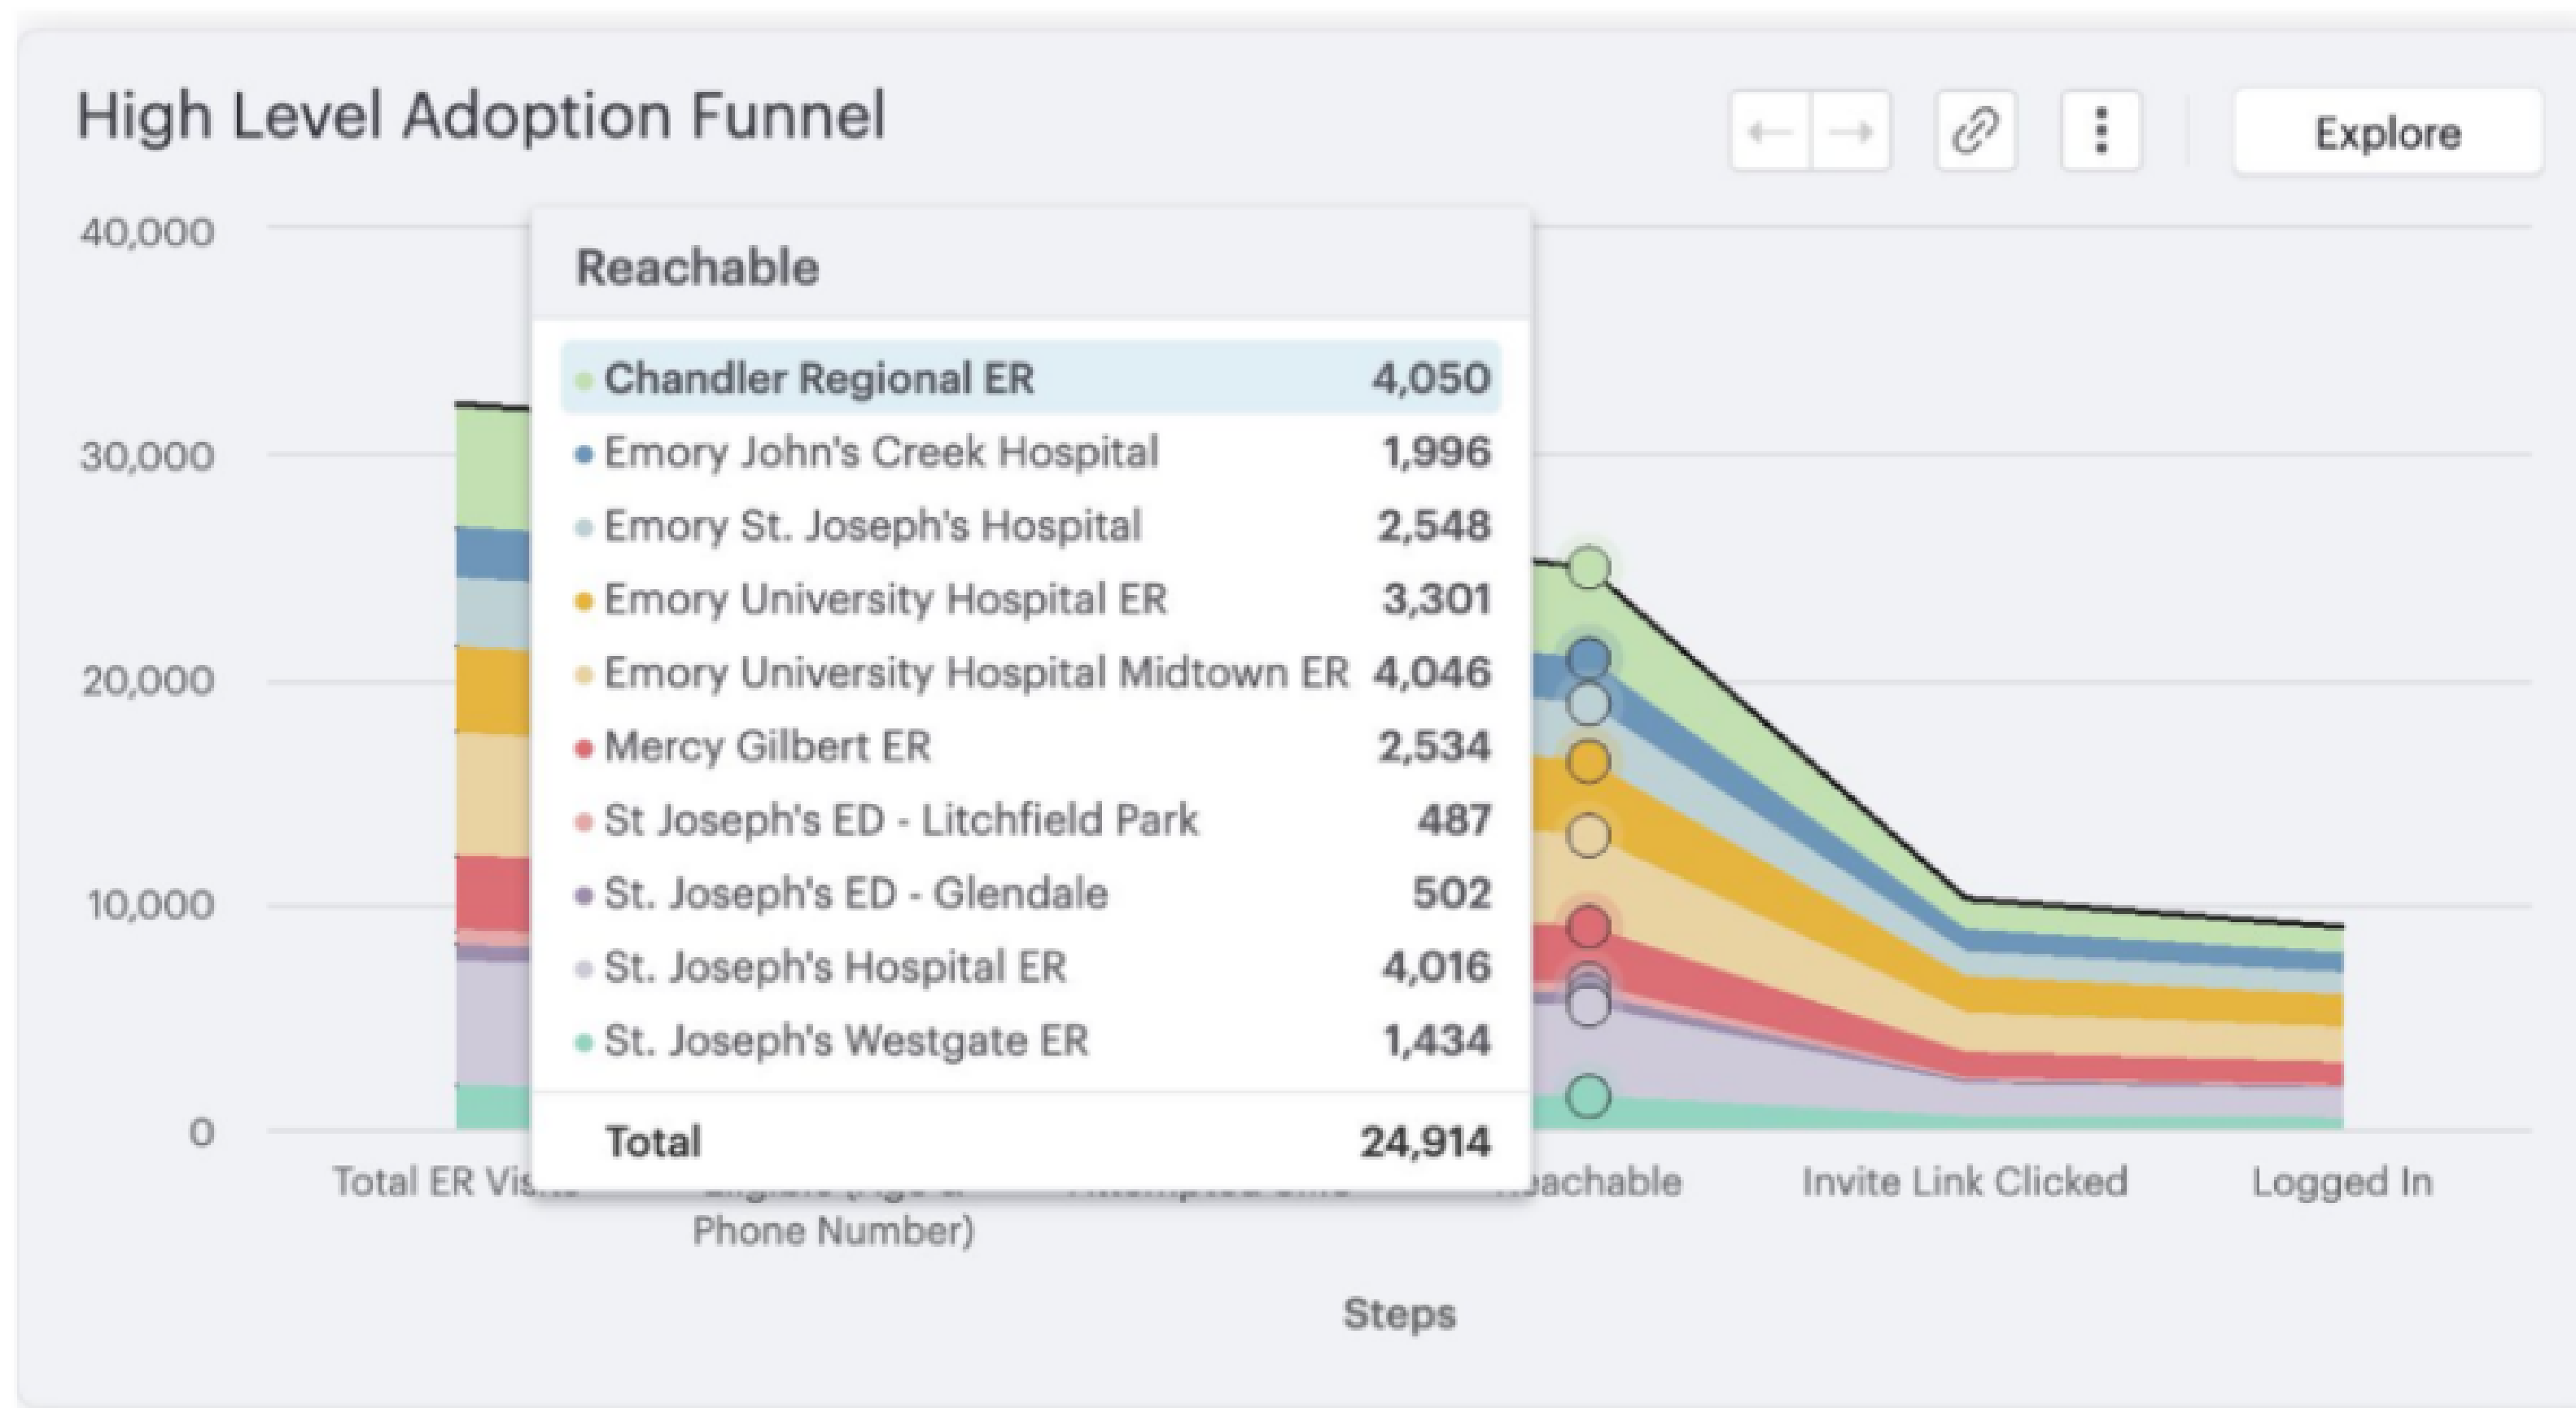 High Level Adoption Funnel
Explore
40,000
30,000
20,000
10,000
0
Reachable
Chandler Regional ER 4,050
Emory John's Creek Hospital 1,996
Emory St. Joseph's Hospital 2,548
Emory University Hospital ER 3,301
Emory University Hospital Midtown ER 4,046
Mercy Gilbert ER 2,534
St Joseph's ED - Litchfield Park 487
St. Joseph's ED - Glendale 502
St. Joseph's Hospital ER 4,016
St. Joseph's Westgate ER 1,434
Total 24,914
Total ER Visits
Phone Number)
Reachable
Invite Link Clicked
Logged In
Steps